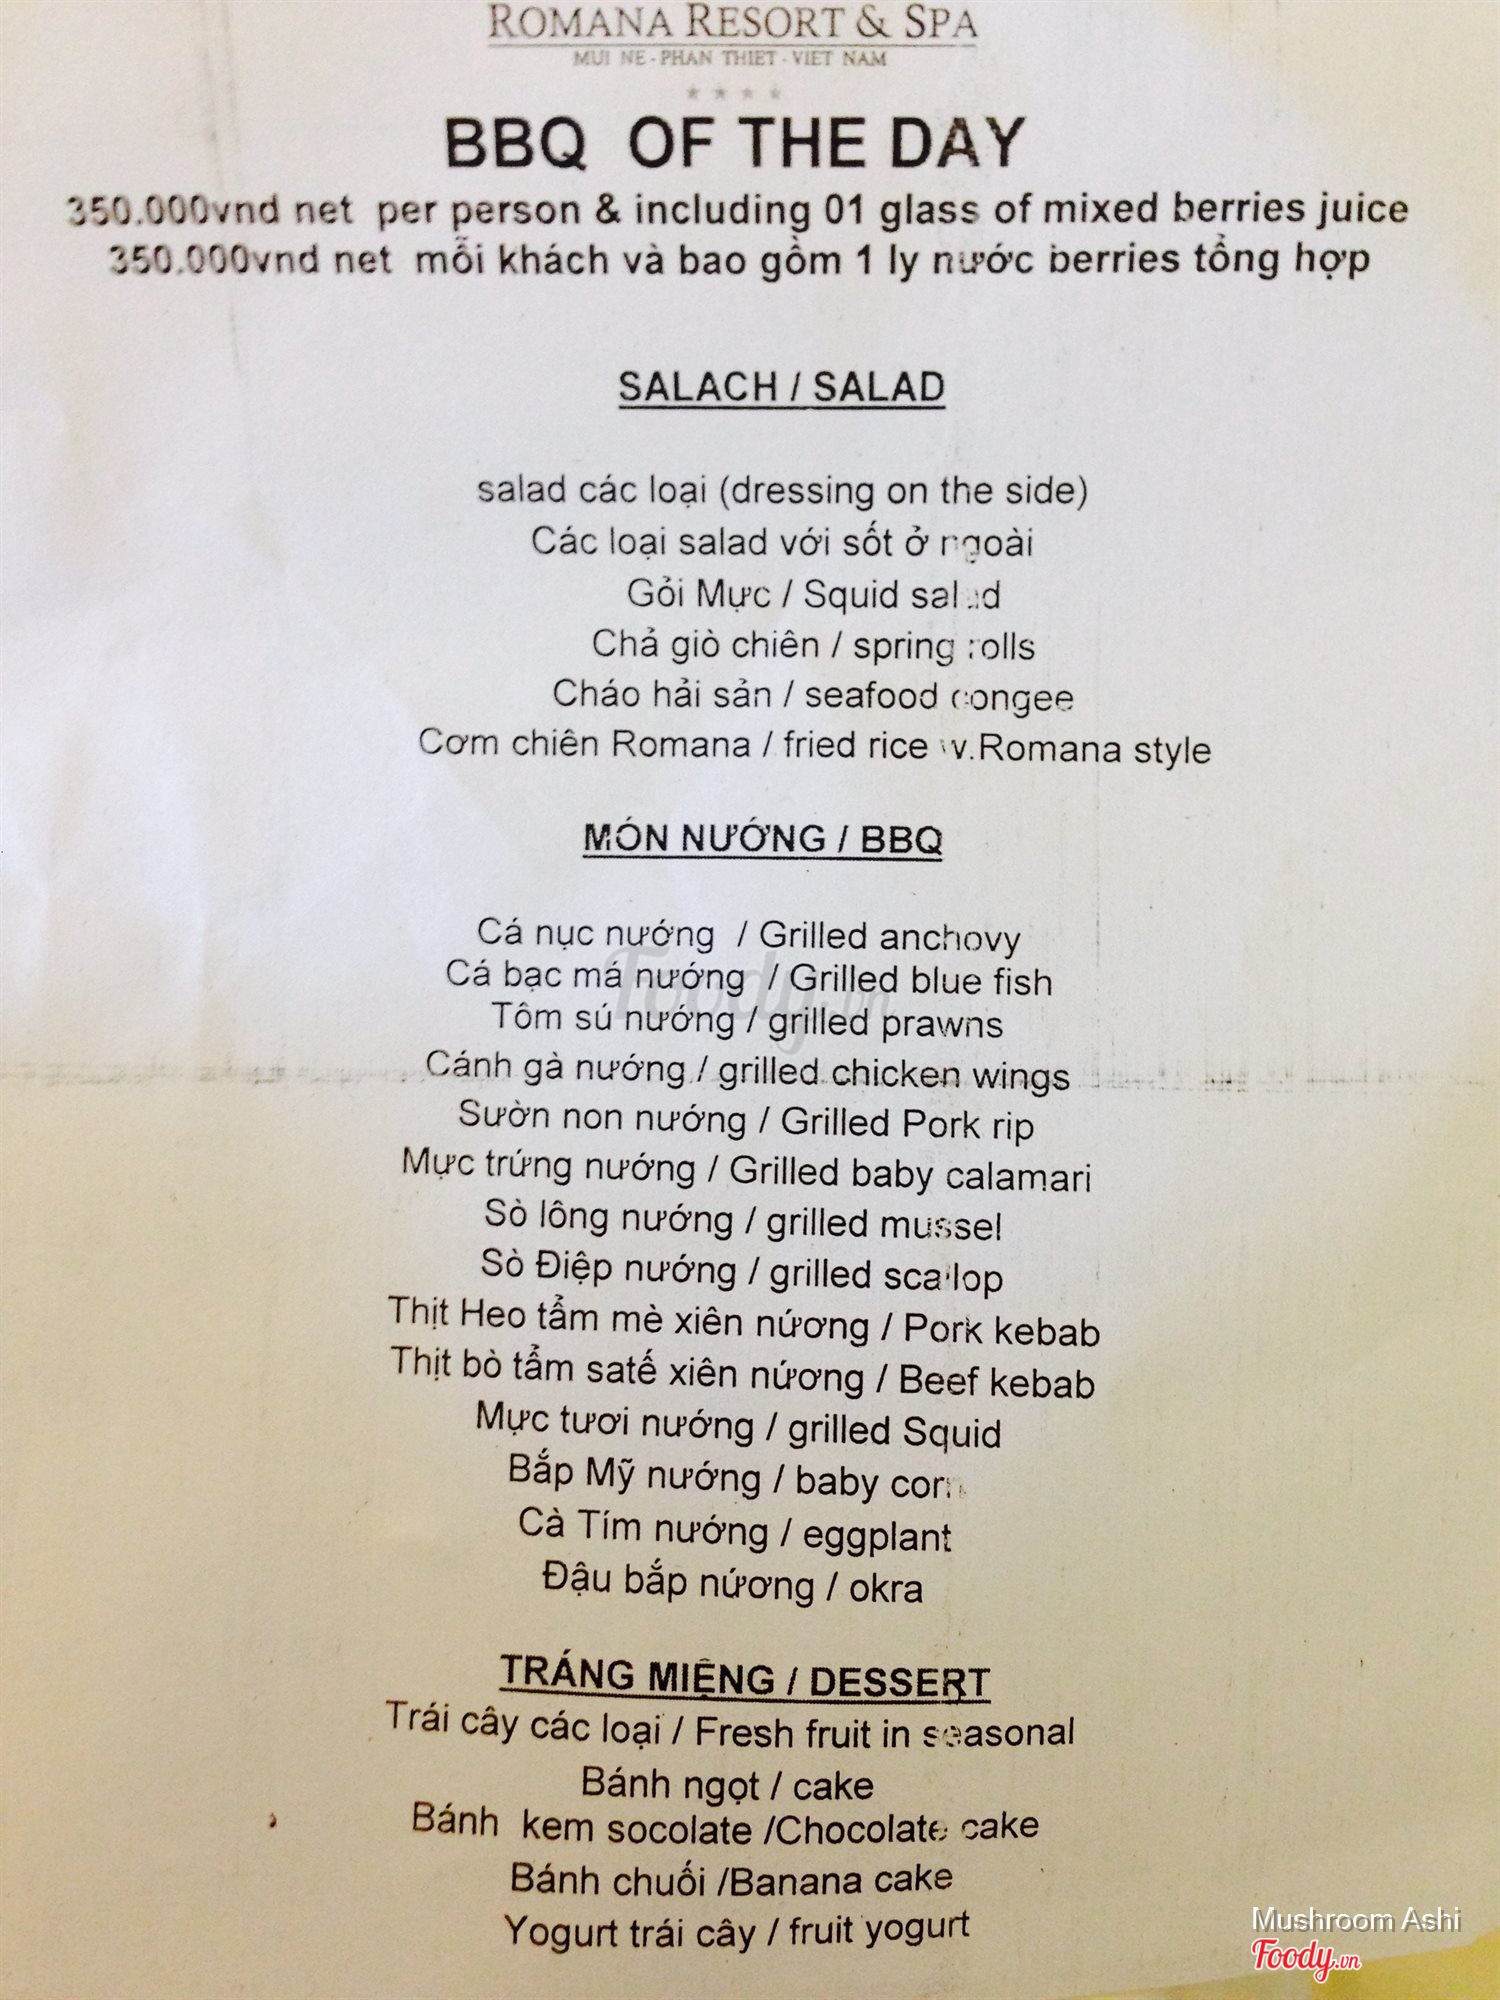 ROMANA RESORT & SPA
MUI NE - PHAN THIET - VIET NAM
BBQ OF THE DAY
350.000vnd net per person & including 01 glass of mixed berries juice
350.000vnd net mỗi khách và bao gồm 1 ly nước berries tổng hợp
SALACH / SALAD
salad các loại (dressing on the side)
Các loại salad với sốt ở ngoài
Gỏi Mực / Squid salad
Chả giò chiên / spring rolls
Cháo hải sản / seafood congee
Cơm chiên Romana / fried rice w.Romana style
MÓN NƯỚNG / BBQ
Cá nục nướng / Grilled anchovy
Cá bạc má nướng / Grilled blue fish
Tôm sú nướng / grilled prawns
Cánh gà nướng / grilled chicken wings
Sườn non nướng / Grilled Pork rip
Mực trứng nướng / Grilled baby calamari
Sò lông nướng / grilled mussel
Sò Điệp nướng / grilled scallop
Thịt Heo tẩm mè xiên nứơng / Pork kebab
Thịt bò tẩm satế xiên nứơng / Beef kebab
Mực tươi nướng / grilled Squid
Bắp Mỹ nướng / baby corn
Cà Tím nướng / eggplant
Đậu bắp nứơng / okra
TRÁNG MIỆNG / DESSERT
Trái cây các loại / Fresh fruit in seasonal
Bánh ngọt / cake
Bánh kem socolate /Chocolate cake
Bánh chuối /Banana cake
Yogurt trái cây / fruit yogurt
Mushroom Ashi
Foody.vn
Foody.vn